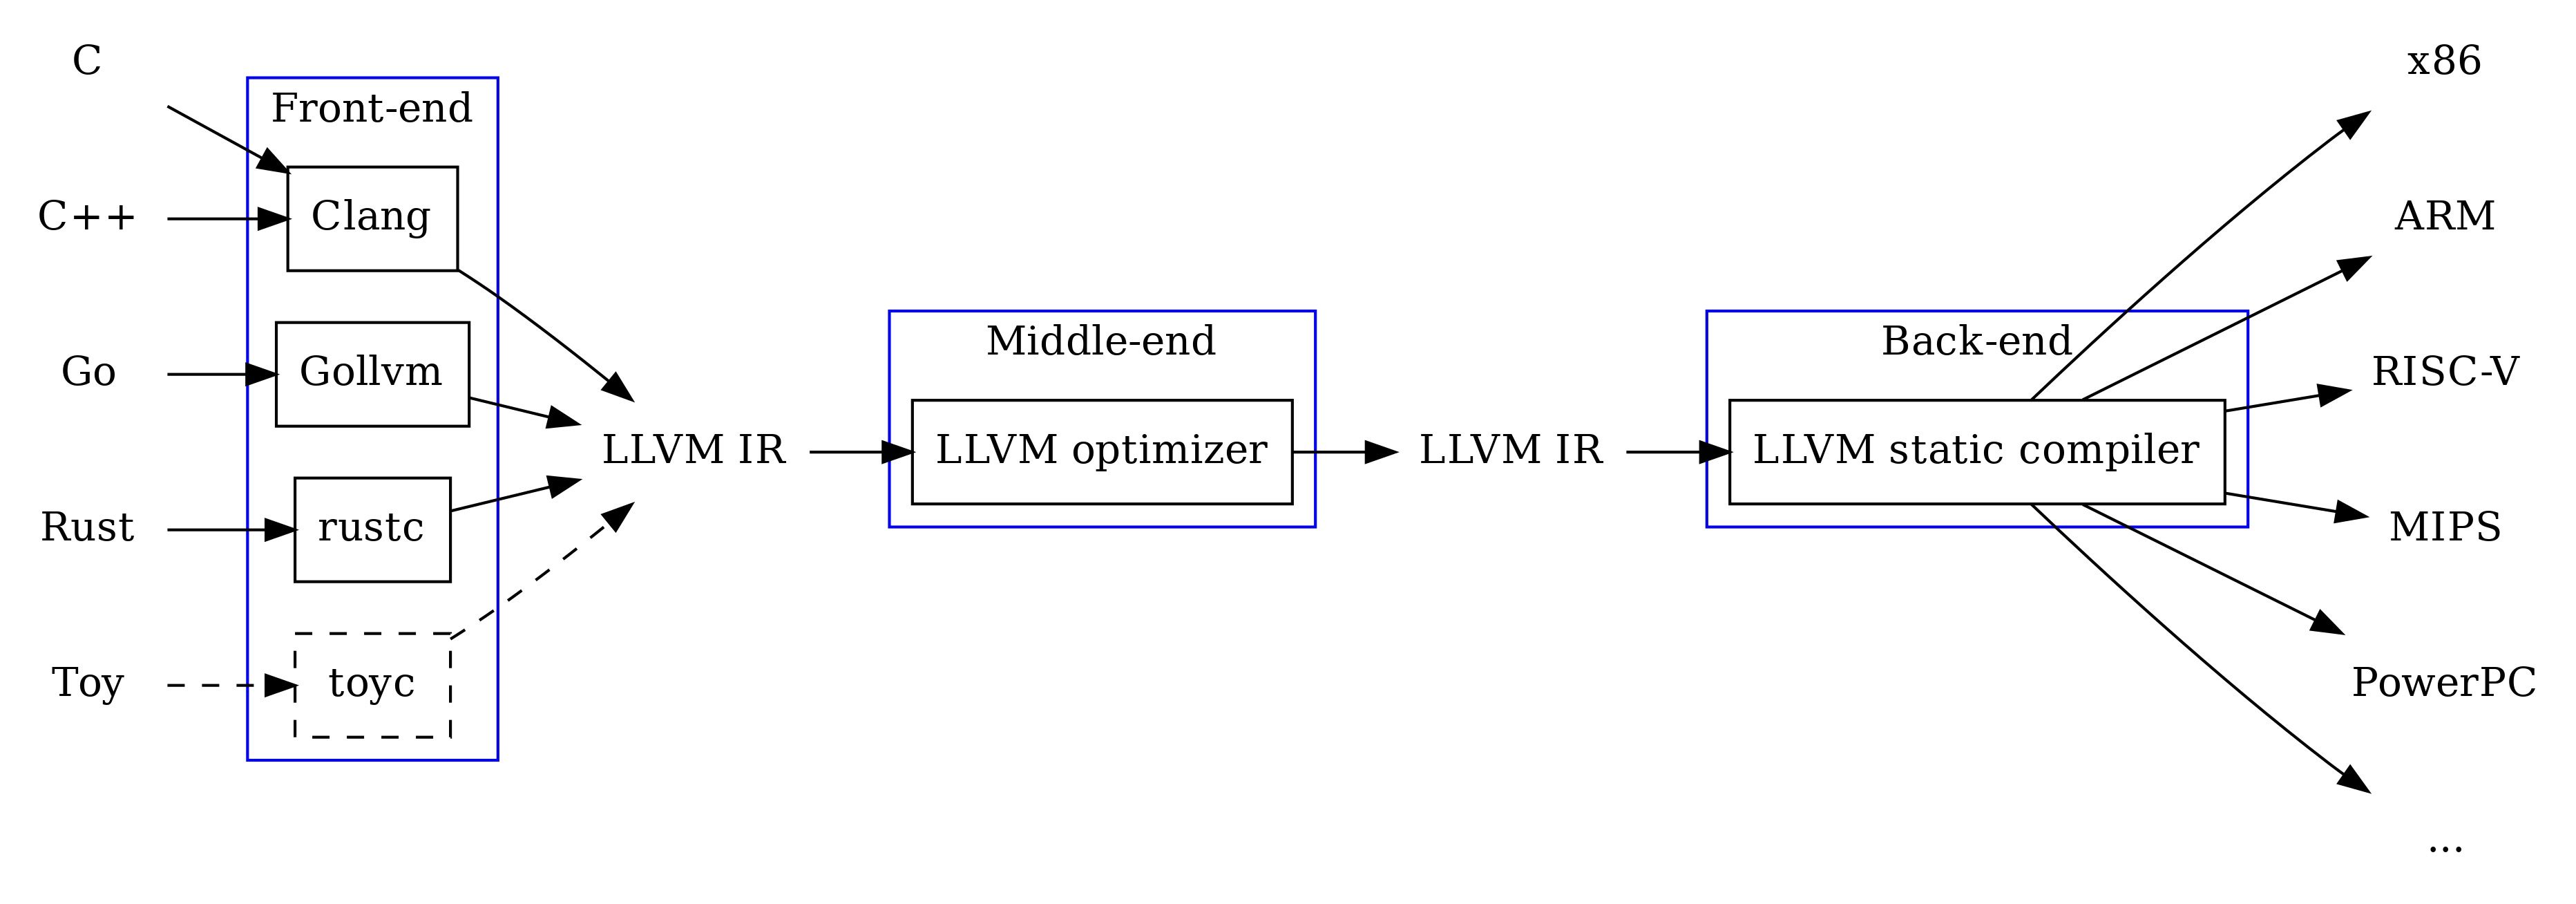 C
C++
Go
Rust
Toy
Front-end
Clang
Gollvm
rustc
toyc
LLVM IR
Middle-end
LLVM optimizer
LLVM IR
Back-end
LLVM static compiler
x86
ARM
RISC-V
MIPS
PowerPC
...